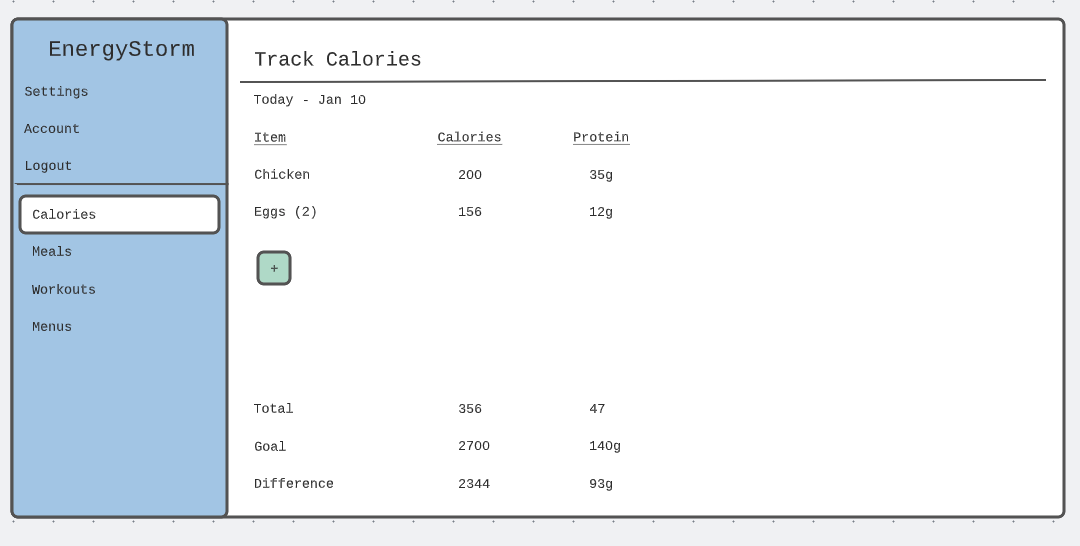 EnergyStorm
Settings
Account
Logout
Calories
Meals
Workouts
Menus
Track Calories
Today - Jan 10
Item Calories Protein
Chicken 200 35g
Eggs (2) 156 12g
+
Total 356 47
Goal 2700 140g
Difference 2344 93g